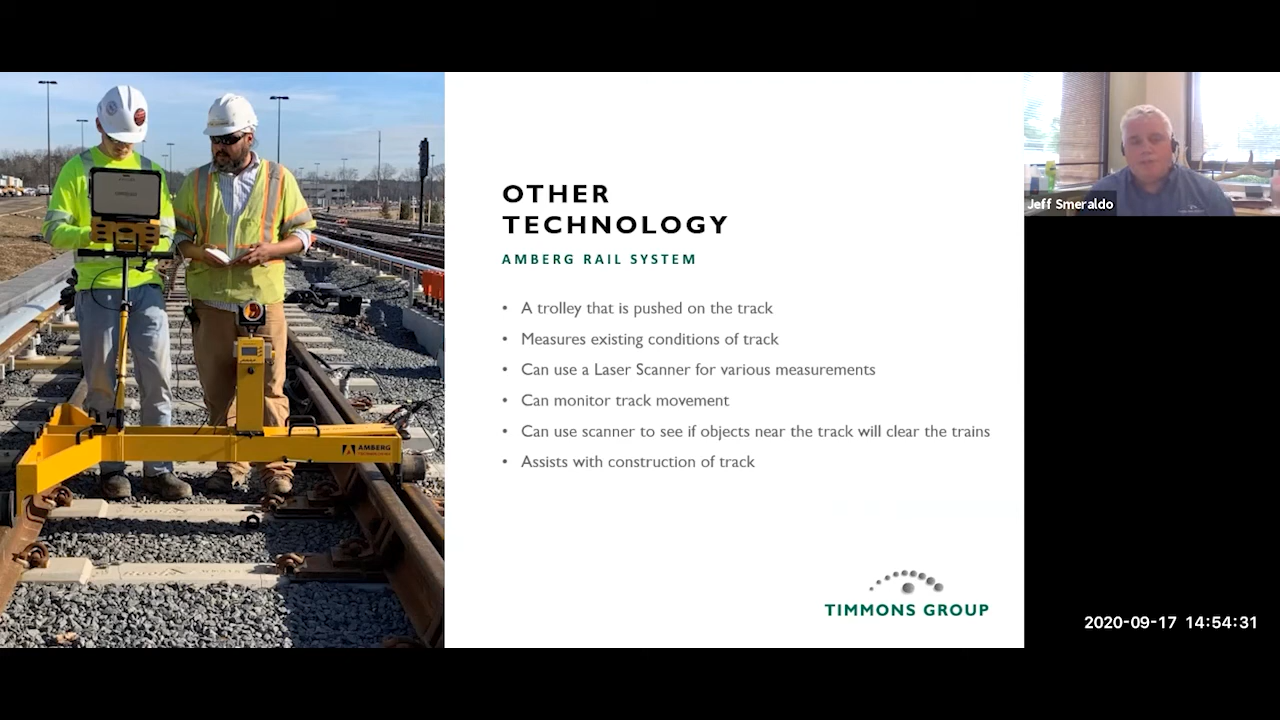 OTHER
TECHNOLOGY
AMBERG RAIL SYSTEM
• A trolley that is pushed on the track
• Measures existing conditions of track
• Can use a Laser Scanner for various measurements
• Can monitor track movement
• Can use scanner to see if objects near the track will clear the trains
• Assists with construction of track
TIMMONS GROUP
AMBERG
Jeff Smeraldo
2020-09-17 14:54:31